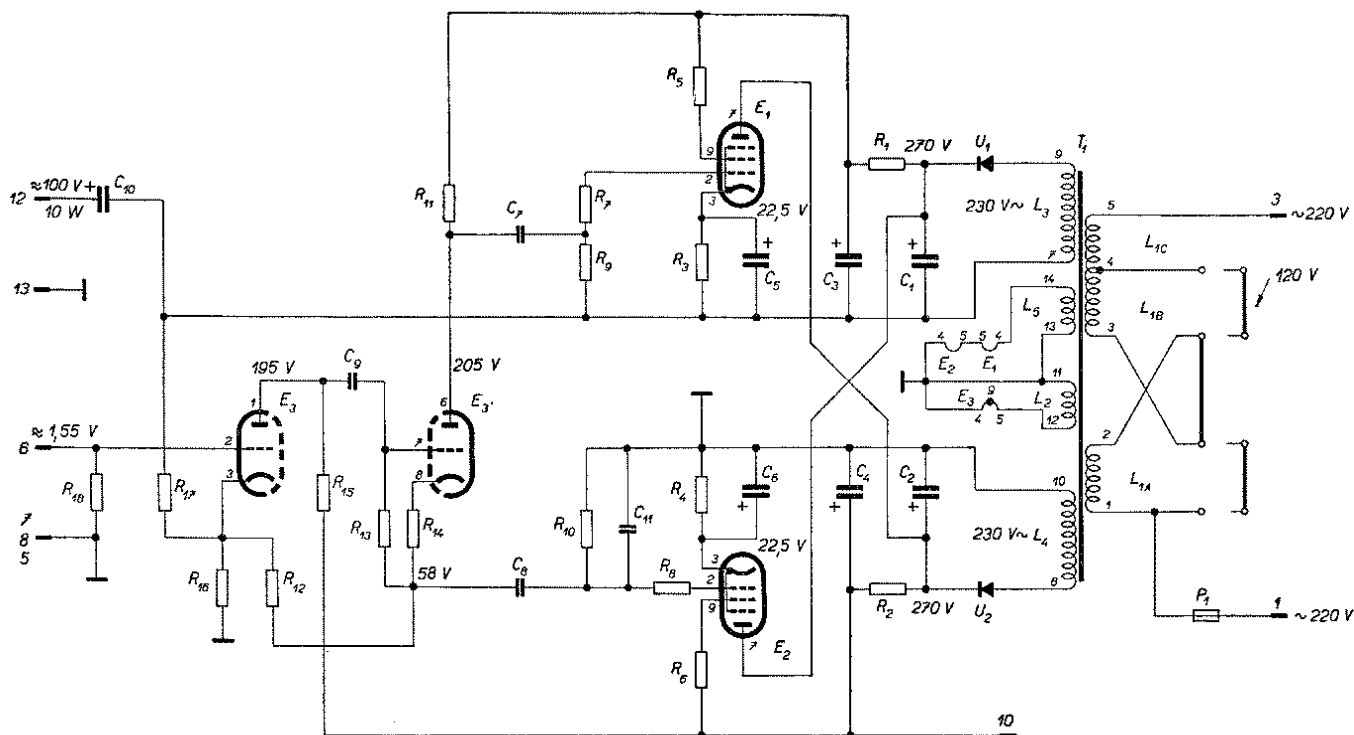 R5
E1
7
9
2
3
22,5 V
R1
270 V
U1
T1
9
230 V~ L3
7
5
3
~220 V
L1C
4
120 V
12
≈100 V+
10 W
C10
R11
C7
R7
R9
R3
+
C5
+
C3
+
C1
14
L5
13
L1B
3
13
4 5 5 4
E2
E1
11
L2
12
E3
9
4 5
195 V
C9
205 V
1
E3
6
E3'
≈1,55 V
6
2
3
7
8
R18
R17
R15
R13
R14
R10
C11
R4
C6
+
C4
+
C2
+
10
2
L1A
1
7
8
5
R16
R12
58 V
C8
R8
22,5 V
3
2
9
E2
7
R6
230 V~ L4
R2
270 V
U2
8
P1
1
~220 V
10